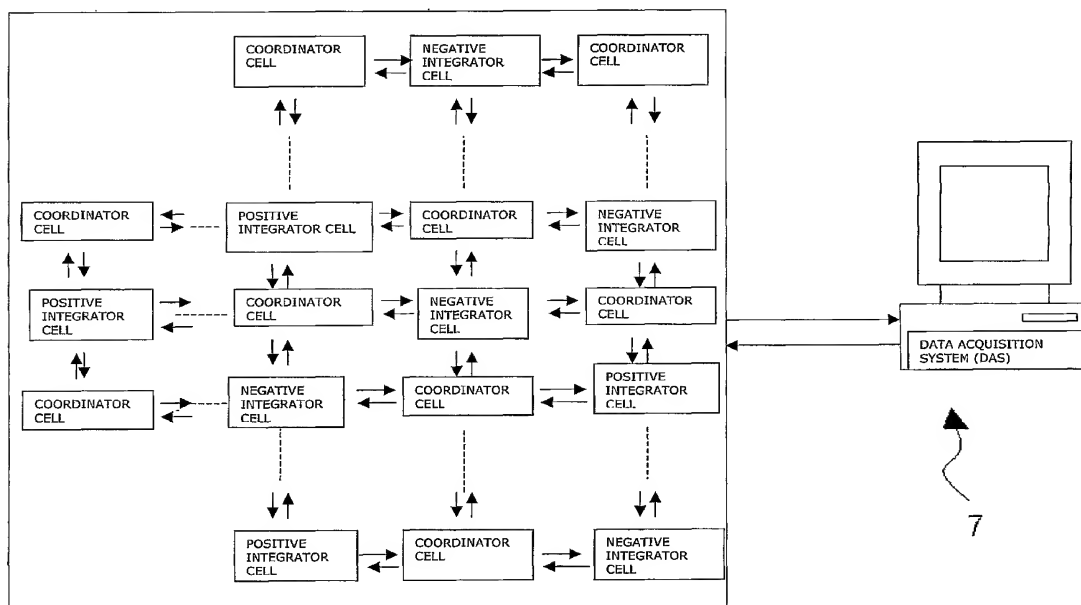 COORDINATOR
CELL
NEGATIVE
INTEGRATOR
CELL
COORDINATOR
CELL
COORDINATOR
CELL
POSITIVE
INTEGRATOR CELL
COORDINATOR
CELL
NEGATIVE
INTEGRATOR
CELL
POSITIVE
INTEGRATOR
CELL
COORDINATOR
CELL
NEGATIVE
INTEGRATOR
CELL
COORDINATOR
CELL
DATA ACQUISITION
SYSTEM (DAS)
COORDINATOR
CELL
NEGATIVE
INTEGRATOR
CELL
COORDINATOR
CELL
POSITIVE
INTEGRATOR
CELL
POSITIVE
INTEGRATOR
CELL
COORDINATOR
CELL
NEGATIVE
INTEGRATOR
CELL
7